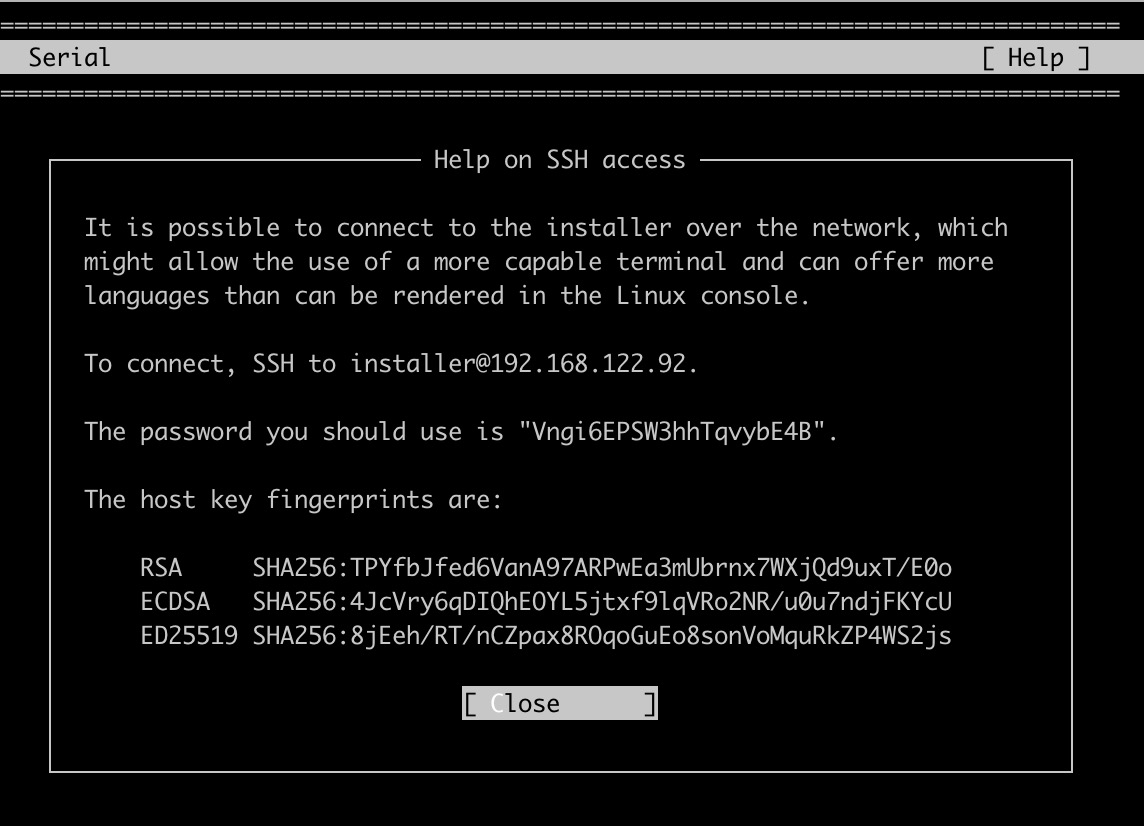 Serial [ Help ]
Help on SSH access
It is possible to connect to the installer over the network, which
might allow the use of a more capable terminal and can offer more
languages than can be rendered in the Linux console.
To connect, SSH to installer@192.168.122.92.
The password you should use is "Vngi6EPSW3hhTqvybE4B".
The host key fingerprints are:
RSA SHA256:TPYfbJfed6VanA97ARPwEa3mUbrnx7WXjQd9uxT/E0o
ECDSA SHA256:4JcVry6qDIQhEOYL5jtxf9lqVRo2NR/u0u7ndjFKYcU
ED25519 SHA256:8jEeh/RT/nCZpax8ROqoGuEo8sonVoMquRkZP4WS2js
[ Close ]